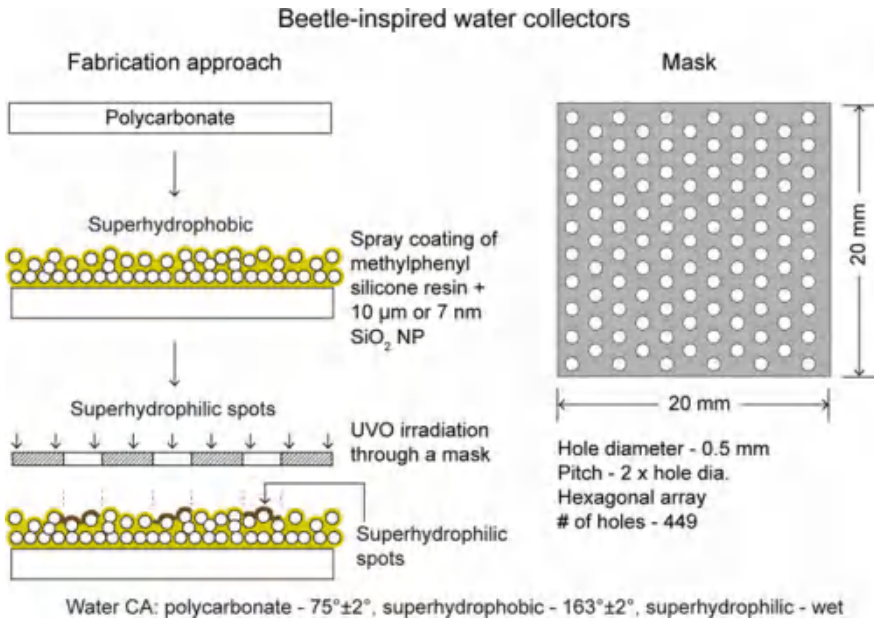 Beetle-inspired water collectors
Fabrication approach
Polycarbonate
Superhydrophobic
Spray coating of
methylphenyl
silicone resin +
10 µm or 7 nm
SiO₂ NP
Superhydrophilic spots
UVO irradiation
through a mask
Superhydrophilic
spots
Mask
20 mm
20 mm
Hole diameter - 0.5 mm
Pitch - 2 x hole dia.
Hexagonal array
# of holes - 449
Water CA: polycarbonate - 75°±2°, superhydrophobic - 163°±2°, superhydrophilic - wet